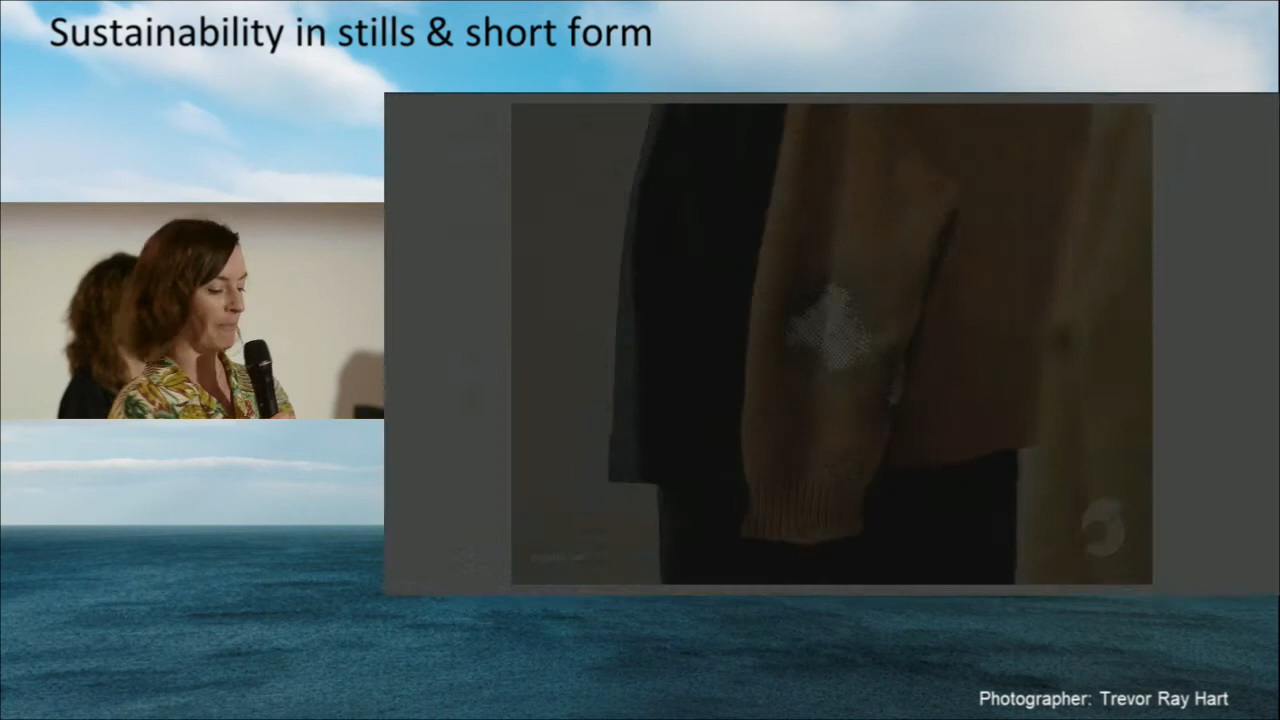 Sustainability in stills & short form
Photographer: Trevor Ray Hart